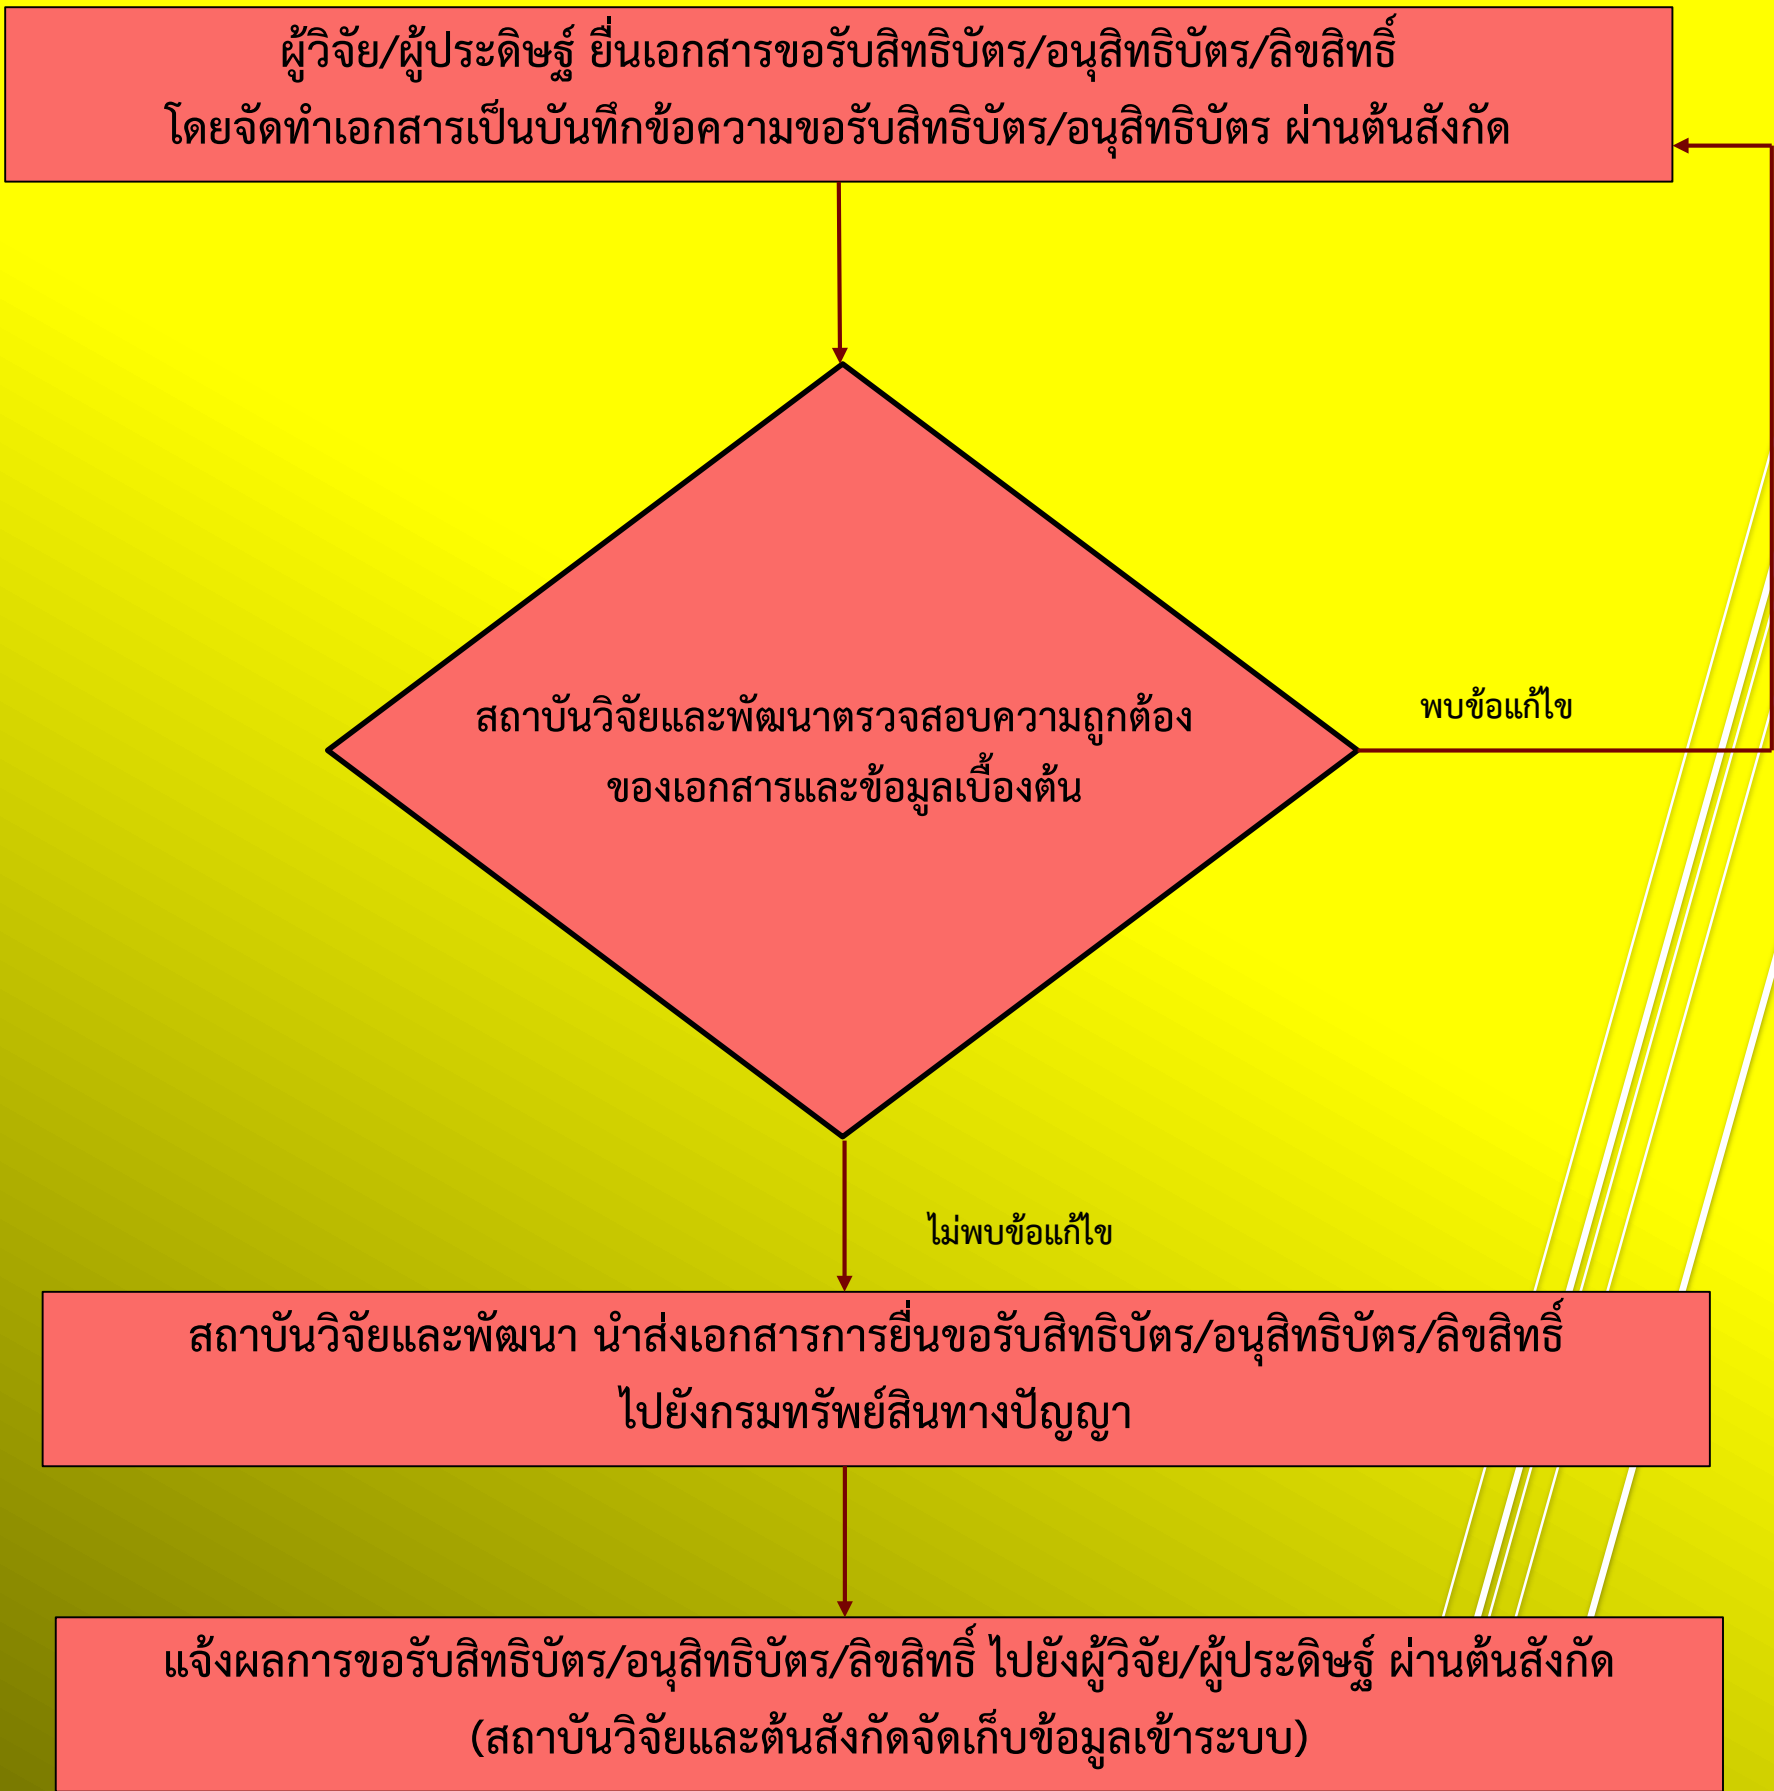 ผู้วิจัย/ผู้ประดิษฐ์ ยื่นเอกสารขอรับสิทธิบัตร/อนุสิทธิบัตร/ลิขสิทธิ์
โดยจัดทำเอกสารเป็นบันทึกข้อความขอรับสิทธิบัตร/อนุสิทธิบัตร ผ่านต้นสังกัด
สถาบันวิจัยและพัฒนาตรวจสอบความถูกต้อง
ของเอกสารและข้อมูลเบื้องต้น
พบข้อแก้ไข
ไม่พบข้อแก้ไข
สถาบันวิจัยและพัฒนา นำส่งเอกสารการยื่นขอรับสิทธิบัตร/อนุสิทธิบัตร/ลิขสิทธิ์
ไปยังกรมทรัพย์สินทางปัญญา
แจ้งผลการขอรับสิทธิบัตร/อนุสิทธิบัตร/ลิขสิทธิ์ ไปยังผู้วิจัย/ผู้ประดิษฐ์ ผ่านต้นสังกัด
(สถาบันวิจัยและต้นสังกัดจัดเก็บข้อมูลเข้าระบบ)